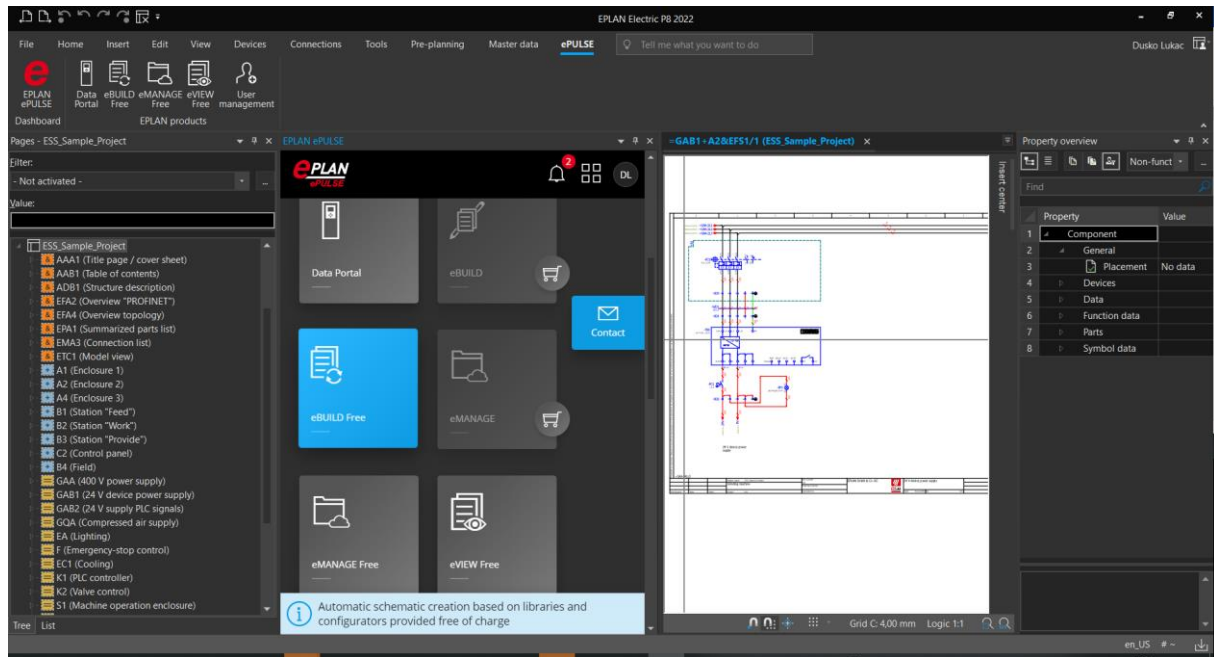 EPLAN Electric P8 2022
File Home Insert Edit View Devices Connections Tools Pre-planning Master data ePULSE Tell me what you want to do Dusko Lukac
EPLAN ePULSE
Data Portal
eBUILD Free
eMANAGE Free
eVIEW Free
User management
Dashboard EPLAN products
Pages - ESS_Sample_Project
Filter:
- Not activated -
Value:
ESS_Sample_Project
AAA1 (Title page / cover sheet)
AAB1 (Table of contents)
ADB1 (Structure description)
EFA2 (Overview "PROFINET")
EFA4 (Overview topology)
EPA1 (Summarized parts list)
EMA3 (Connection list)
ETC1 (Model view)
A1 (Enclosure 1)
A2 (Enclosure 2)
A4 (Enclosure 3)
B1 (Station "Feed")
B2 (Station "Work")
B3 (Station "Provide")
C2 (Control panel)
B4 (Field)
GAA (400 V power supply)
GAB1 (24 V device power supply)
GAB2 (24 V supply PLC signals)
GQA (Compressed air supply)
EA (Lighting)
F (Emergency-stop control)
EC1 (Cooling)
K1 (PLC controller)
K2 (Valve control)
S1 (Machine operation enclosure)
Tree List
EPLAN ePULSE
ePLAN
ePULSE
2
DL
Data Portal
eBUILD
Contact
eBUILD Free
eMANAGE
eMANAGE Free
eVIEW Free
Automatic schematic creation based on libraries and
configurators provided free of charge
=GAB1+A2&EFS1/1 (ESS_Sample_Project)
Insert center
Grid C: 4,00 mm Logic 1:1
Property overview
Non-funct
Find
Property Value
1 Component
2 General
3 Placement No data
4 Devices
5 Data
6 Function data
7 Parts
8 Symbol data
en_US # ~